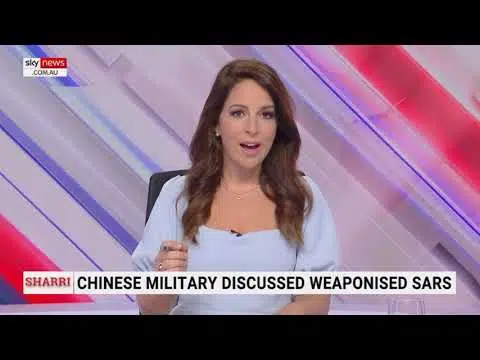 sky news
.COM.AU
SHARRI CHINESE MILITARY DISCUSSED WEAPONISED SARS